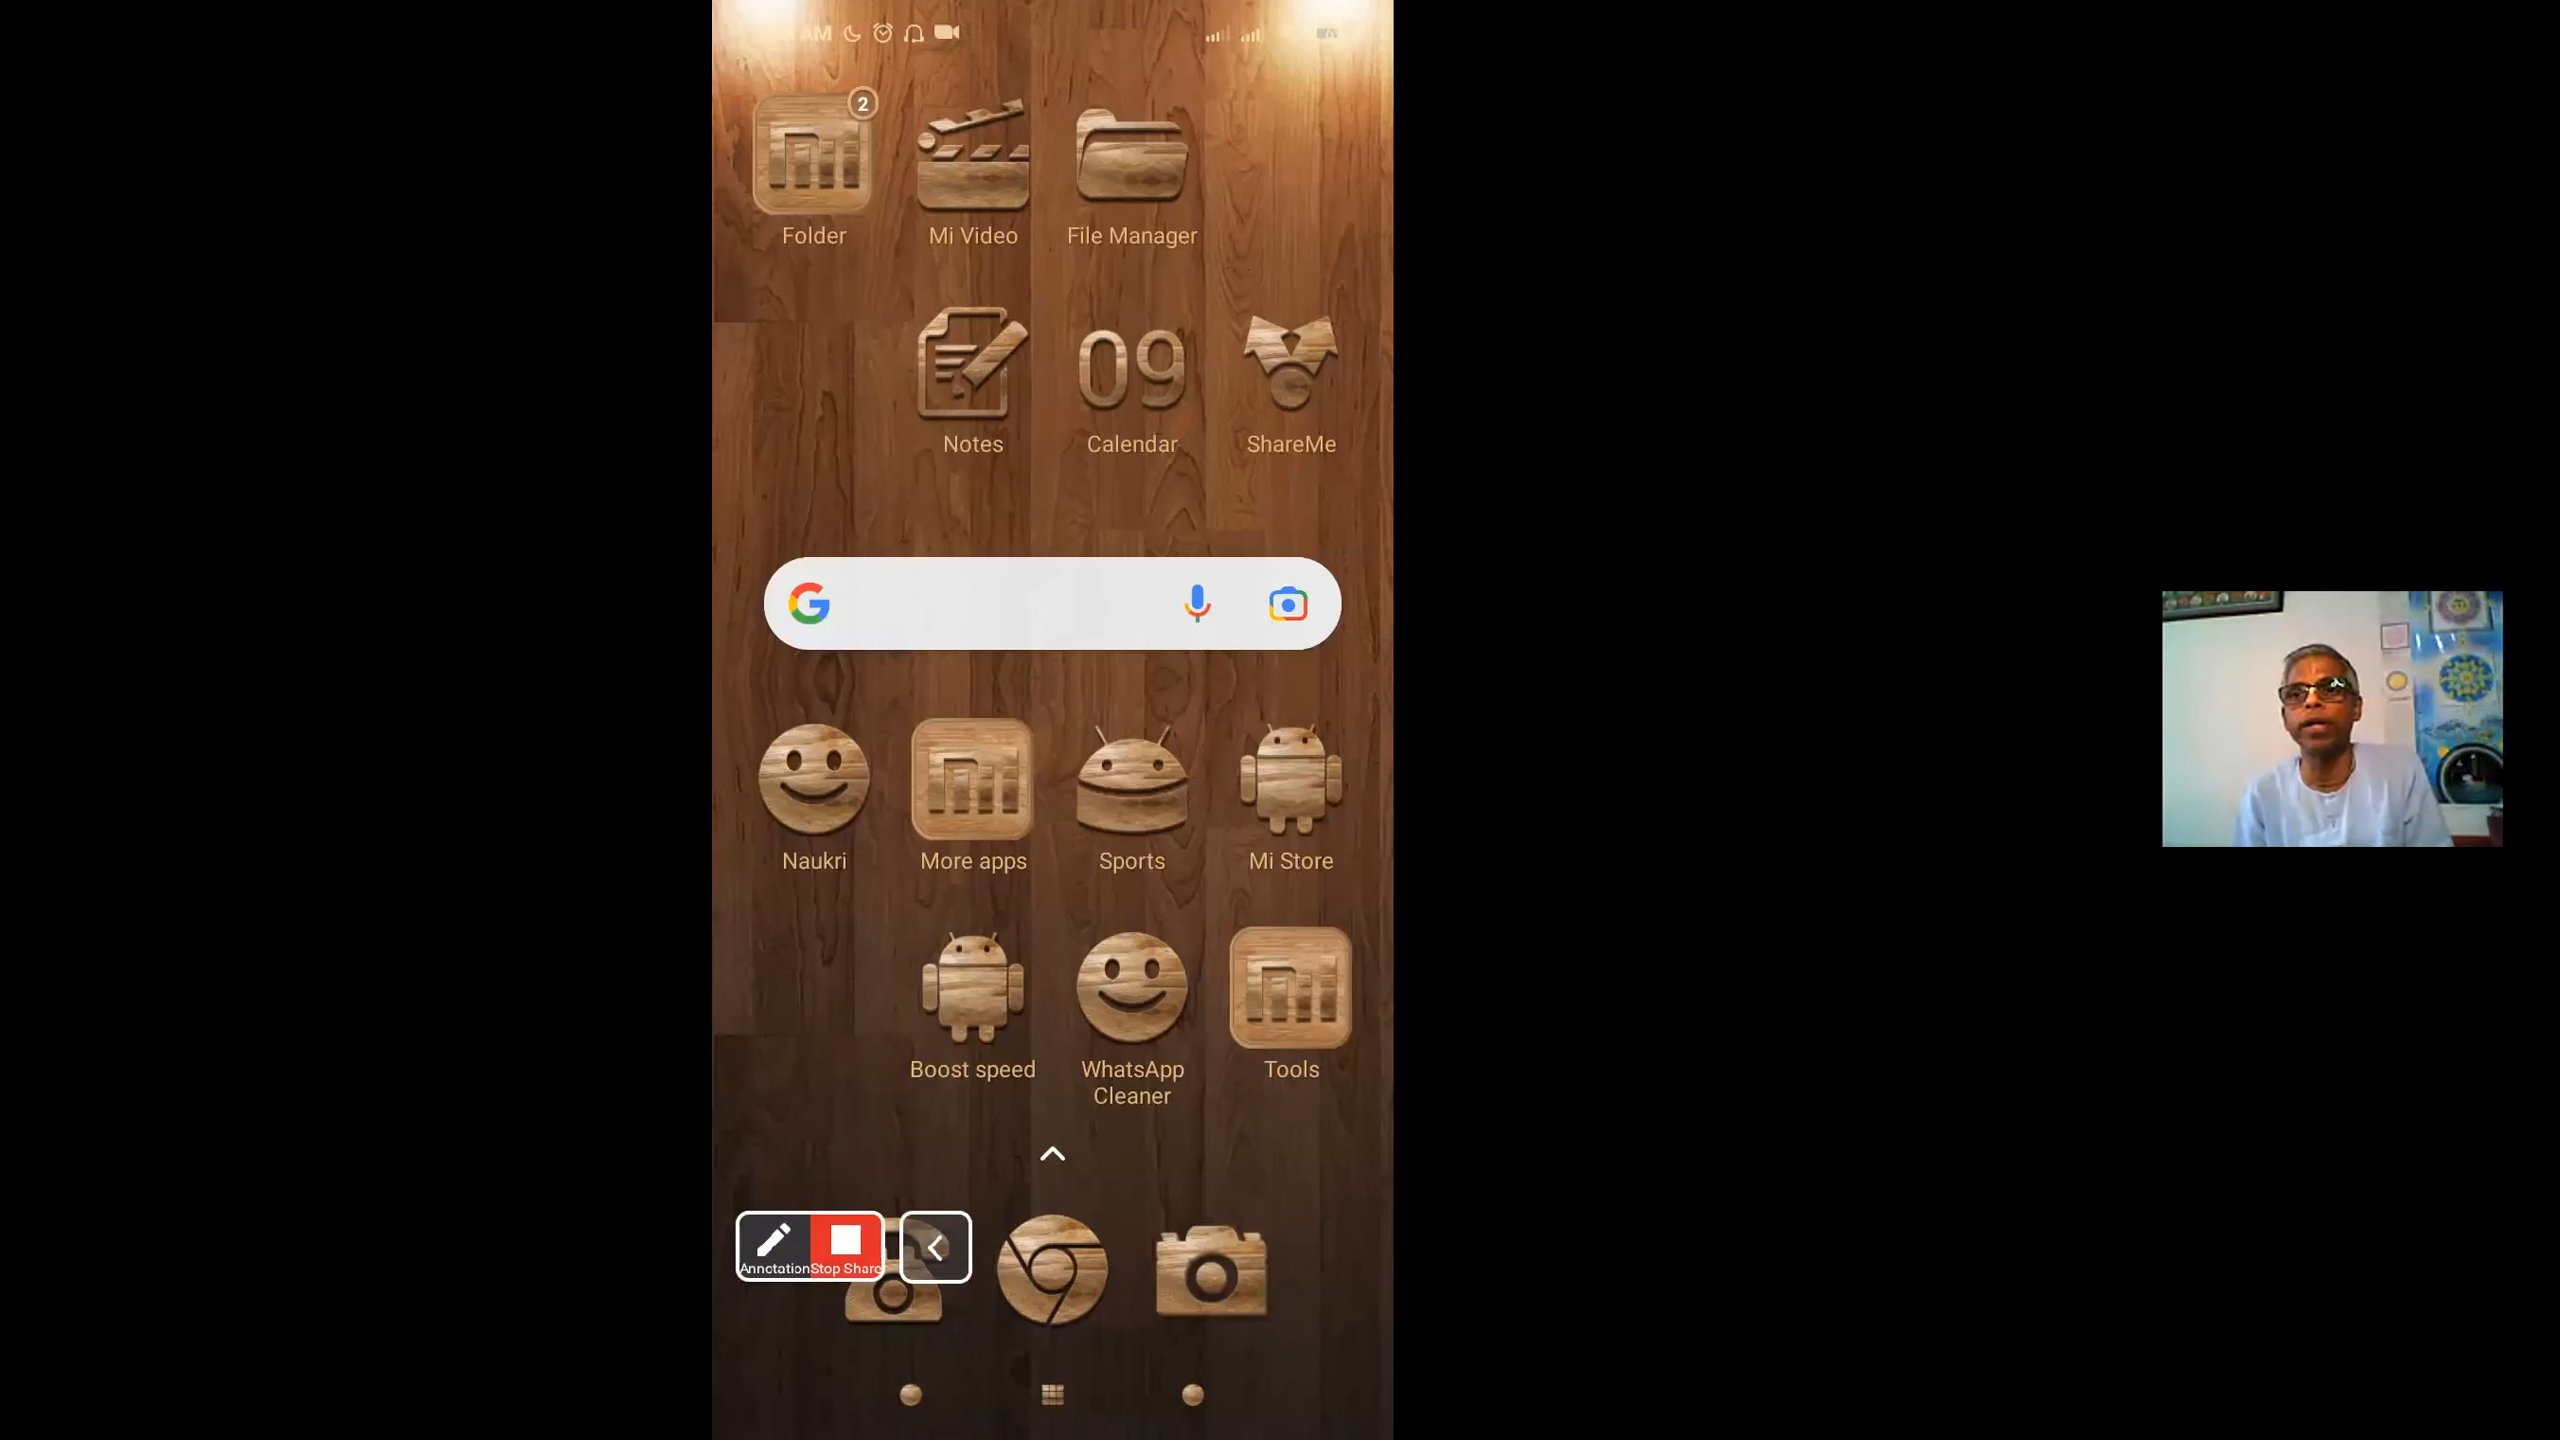 AM
2
Folder
Mi Video
File Manager
09
Notes
Calendar
ShareMe
Naukri
More apps
Sports
Mi Store
Boost speed
WhatsApp
Cleaner
Tools
Annotation
Stop Share